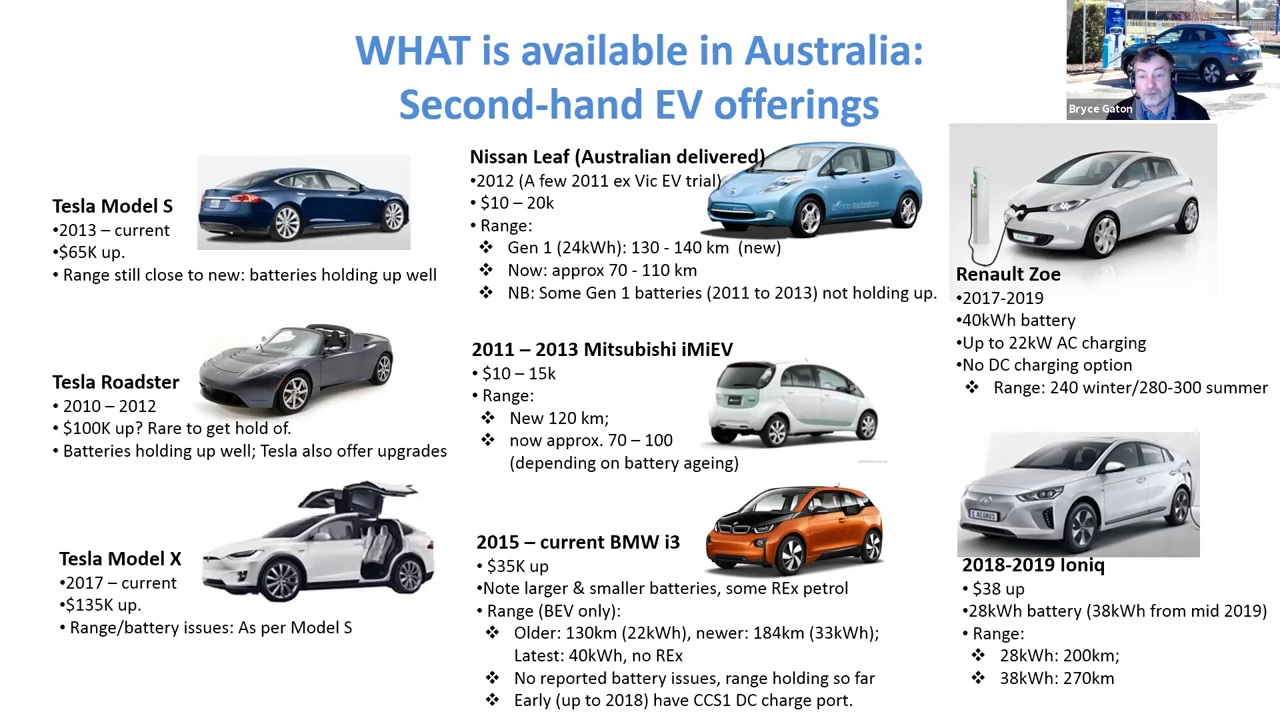 WHAT is available in Australia:
Second-hand EV offerings
Bryce Gaton
Tesla Model S
•2013 – current
•$65K up.
• Range still close to new: batteries holding up well
Tesla Roadster
• 2010 – 2012
• $100K up? Rare to get hold of.
• Batteries holding up well; Tesla also offer upgrades
Tesla Model X
•2017 – current
•$135K up.
• Range/battery issues: As per Model S
Nissan Leaf (Australian delivered)
•2012 (A few 2011 ex Vic EV trial)
• $10 – 20k
• Range:
❖ Gen 1 (24kWh): 130 - 140 km (new)
❖ Now: approx 70 - 110 km
❖ NB: Some Gen 1 batteries (2011 to 2013) not holding up.
2011 – 2013 Mitsubishi iMiEV
• $10 – 15k
• Range:
❖ New 120 km;
❖ now approx. 70 – 100
(depending on battery ageing)
2015 – current BMW i3
• $35K up
•Note larger & smaller batteries, some REx petrol
• Range (BEV only):
❖ Older: 130km (22kWh), newer: 184km (33kWh);
Latest: 40kWh, no REx
❖ No reported battery issues, range holding so far
❖ Early (up to 2018) have CCS1 DC charge port.
Renault Zoe
•2017-2019
•40kWh battery
•Up to 22kW AC charging
•No DC charging option
❖ Range: 240 winter/280-300 summer
2018-2019 Ioniq
• $38 up
•28kWh battery (38kWh from mid 2019)
• Range:
❖ 28kWh: 200km;
❖ 38kWh: 270km